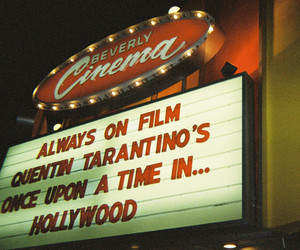 BEVERLY
Cinema
ALWAYS ON FILM
QUENTIN TARANTINO'S
ONCE UPON A TIME IN...
HOLLYWOOD